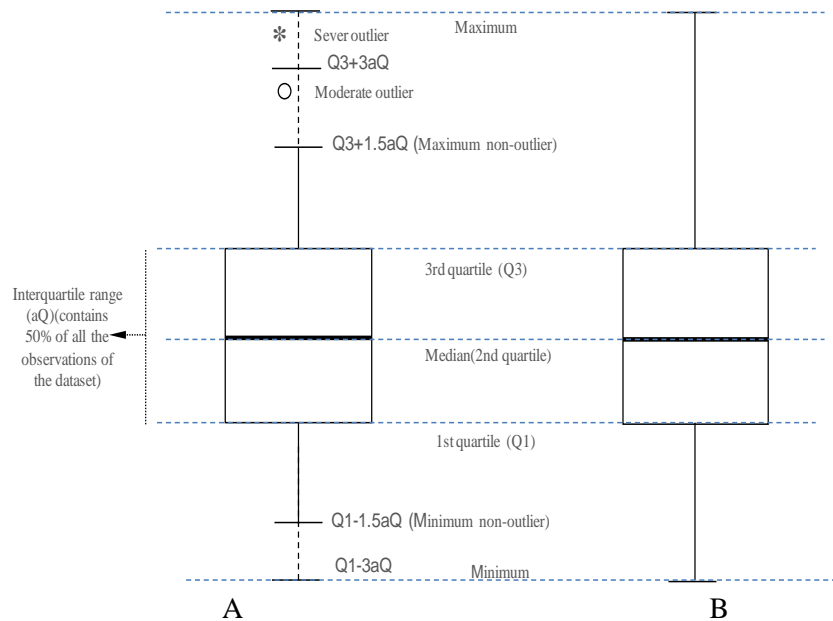 Maximum
* Sever outlier
Q3+3aQ
Moderate outlier
Q3+1.5aQ (Maximum non-outlier)
3rd quartile (Q3)
Interquartile range
(aQ)(contains
50% of all the
observations of
the dataset)
Median(2nd quartile)
1st quartile (Q1)
Q1-1.5aQ (Minimum non-outlier)
Q1-3aQ
Minimum
A
B